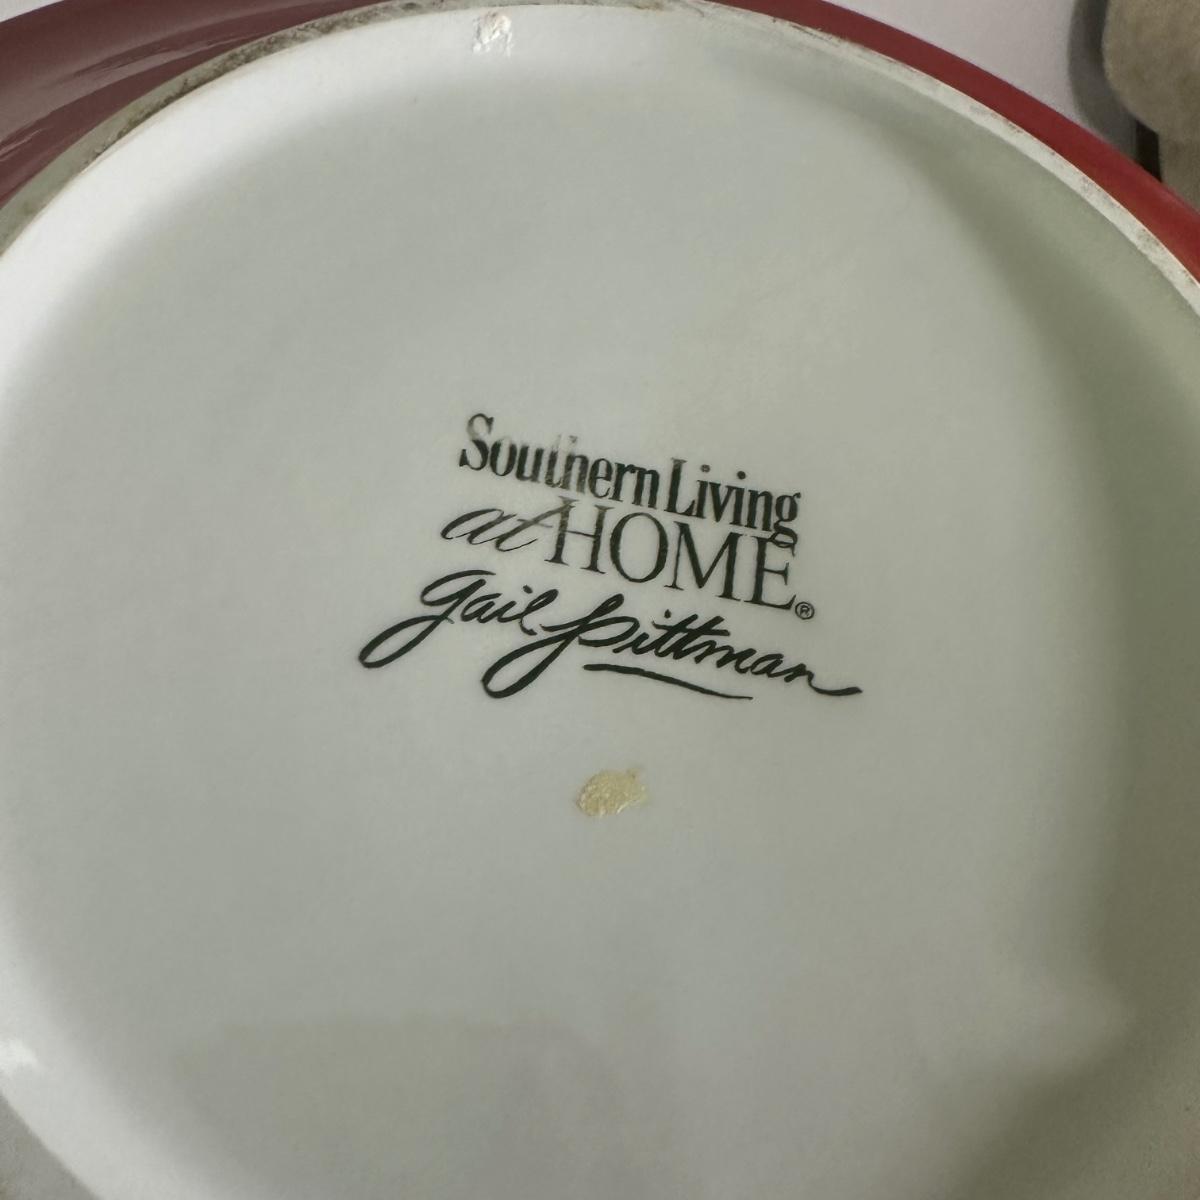 Southern Living
at HOME®
Gail Pittman